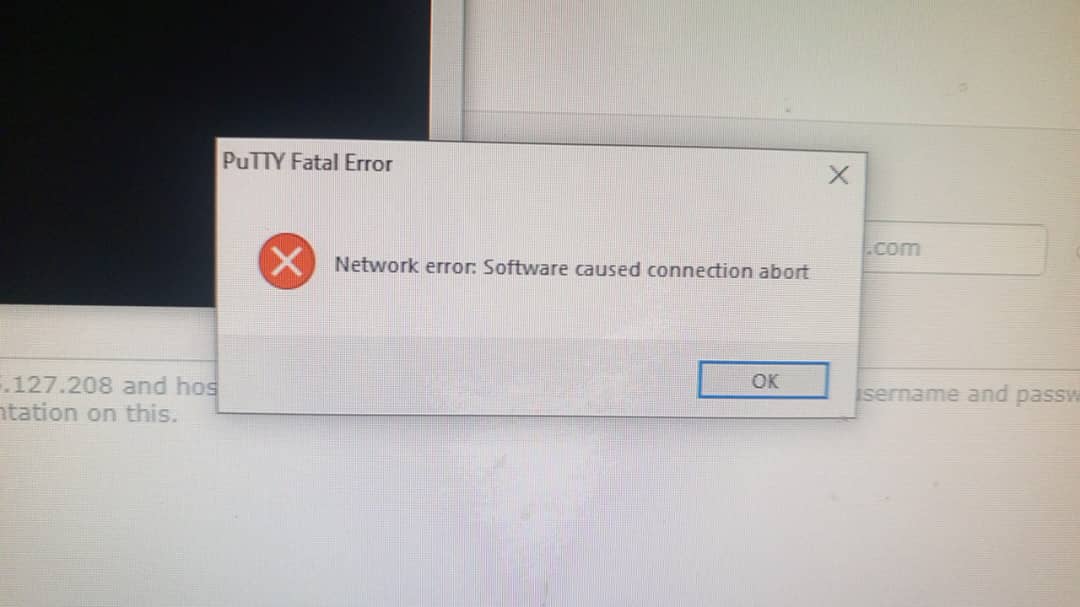 PuTTY Fatal Error
Network error: Software caused connection abort
.com
OK
.127.208 and hos
sername and passw
tation on this.